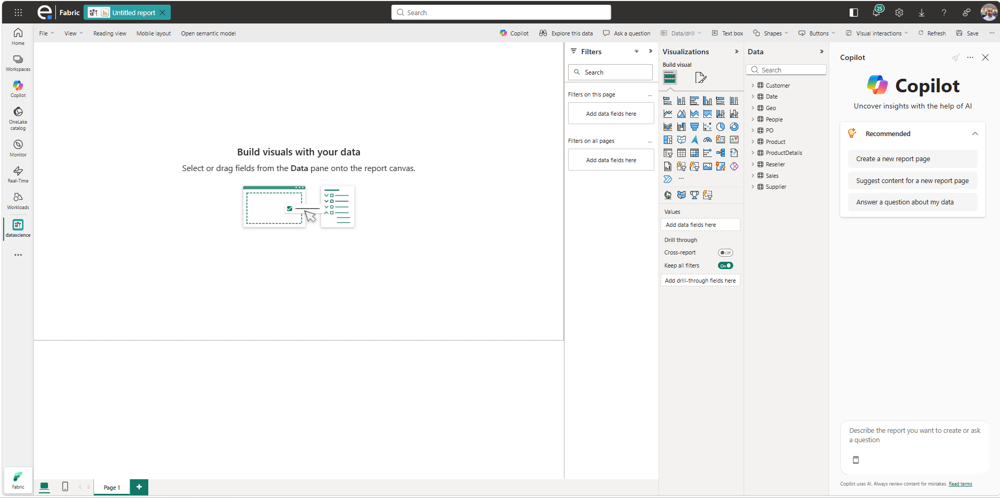 Fabric
Untitled report
Search
25
File
View
Reading view
Mobile layout
Open semantic model
Copilot
Explore this data
Ask a question
Data/drill
Text box
Shapes
Buttons
Visual interactions
Refresh
Save
Home
Workspaces
Copilot
OneLake
catalog
Monitor
Real-Time
Workloads
datascience
Fabric
Build visuals with your data
Select or drag fields from the Data pane onto the report canvas.
Page 1
Filters
Search
Filters on this page
Add data fields here
Filters on all pages
Add data fields here
Visualizations
Build visual
123
Values
Add data fields here
Drill through
Cross-report
Off
Keep all filters
On
Add drill-through fields here
Data
Search
Customer
Date
Geo
People
PO
Product
ProductDetails
Reseller
Sales
Supplier
Copilot
Copilot
Uncover insights with the help of AI
Recommended
Create a new report page
Suggest content for a new report page
Answer a question about my data
Describe the report you want to create or ask
a question
Copilot uses AI. Always review content for mistakes. Read terms